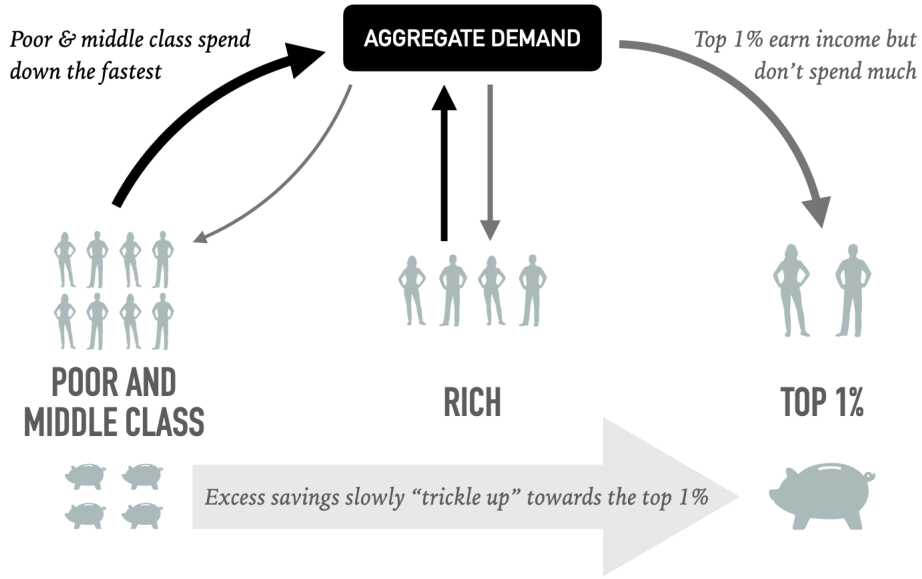 Poor & middle class spend
down the fastest
AGGREGATE DEMAND
Top 1% earn income but
don’t spend much
POOR AND
MIDDLE CLASS
RICH
TOP 1%
Excess savings slowly “trickle up” towards the top 1%